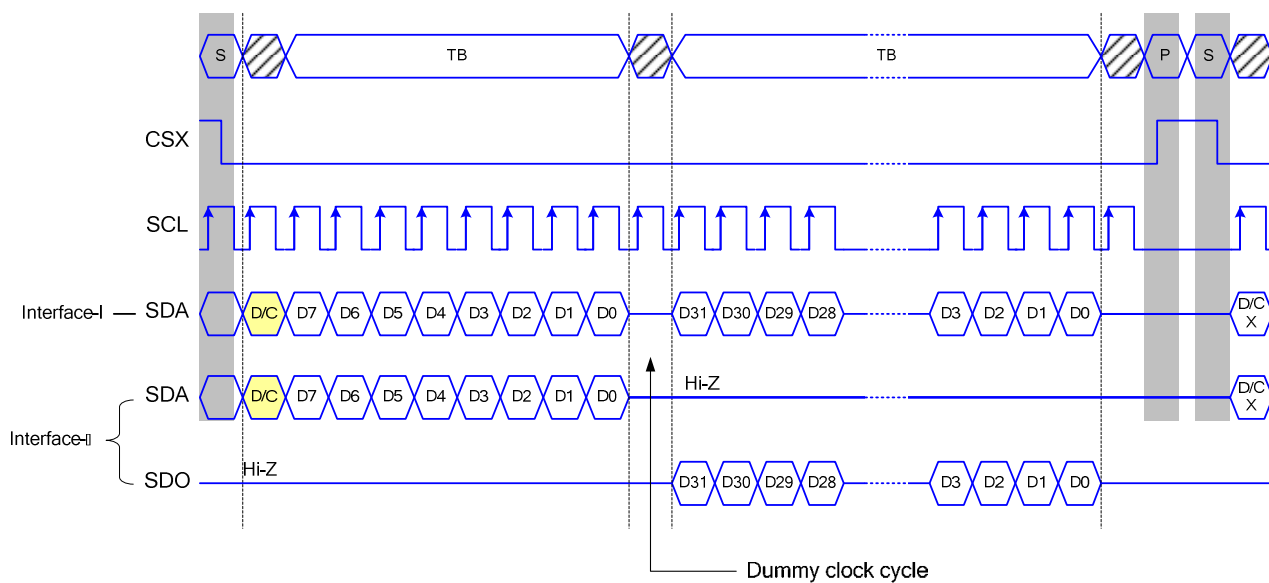 S TB TB P S
CSX
SCL
Interface-I SDA D/C D7 D6 D5 D4 D3 D2 D1 D0 D31 D30 D29 D28 D3 D2 D1 D0 D/C
X
SDA D/C D7 D6 D5 D4 D3 D2 D1 D0 Hi-Z D/C
X
Interface-▯
SDO Hi-Z D31 D30 D29 D28 D3 D2 D1 D0
Dummy clock cycle